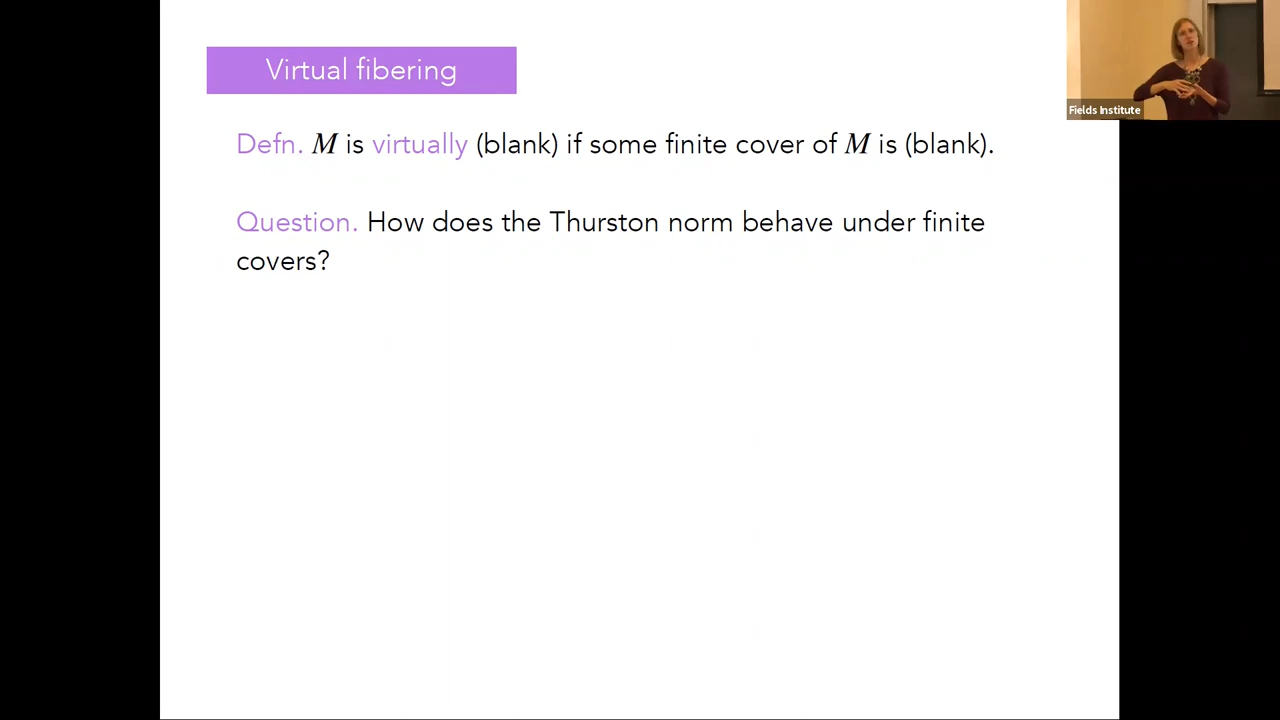 Virtual fibering
Fields Institute
Defn. M is virtually (blank) if some finite cover of M is (blank).
Question. How does the Thurston norm behave under finite
covers?